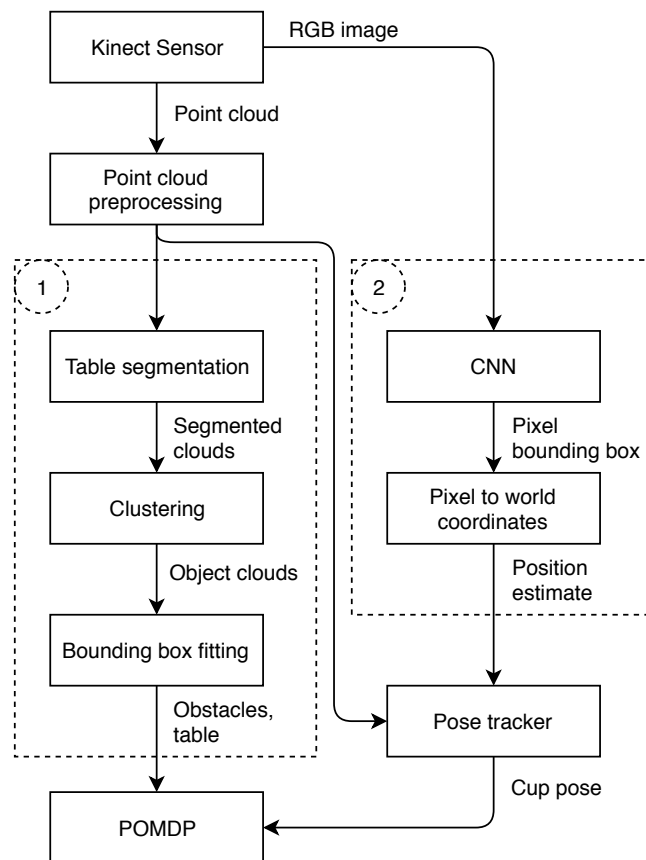 Kinect Sensor
RGB image
Point cloud
Point cloud
preprocessing
1
2
Table segmentation
CNN
Segmented
clouds
Pixel
bounding box
Clustering
Pixel to world
coordinates
Object clouds
Position
estimate
Bounding box fitting
Obstacles,
table
Pose tracker
Cup pose
POMDP